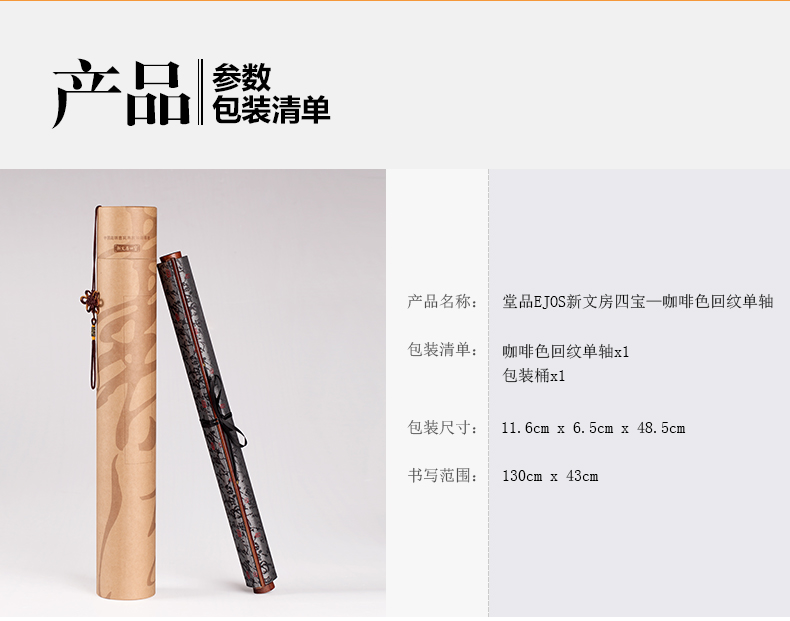 产品
参数
包装清单
产品名称： 堂品EJOS新文房四宝—咖啡色回纹单轴
包装清单： 咖啡色回纹单轴x1
包装桶x1
包装尺寸： 11.6cm x 6.5cm x 48.5cm
书写范围： 130cm x 43cm